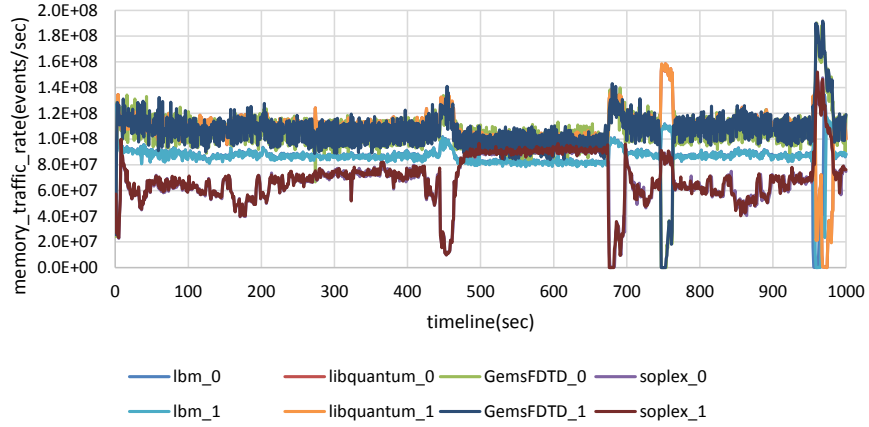 memory_traffic_rate(events/sec)
2.0E+08
1.8E+08
1.6E+08
1.4E+08
1.2E+08
1.0E+08
8.0E+07
6.0E+07
4.0E+07
2.0E+07
0.0E+00
0 100 200 300 400 500 600 700 800 900 1000
timeline(sec)
lbm_0 libquantum_0 GemsFDTD_0 soplex_0
lbm_1 libquantum_1 GemsFDTD_1 soplex_1